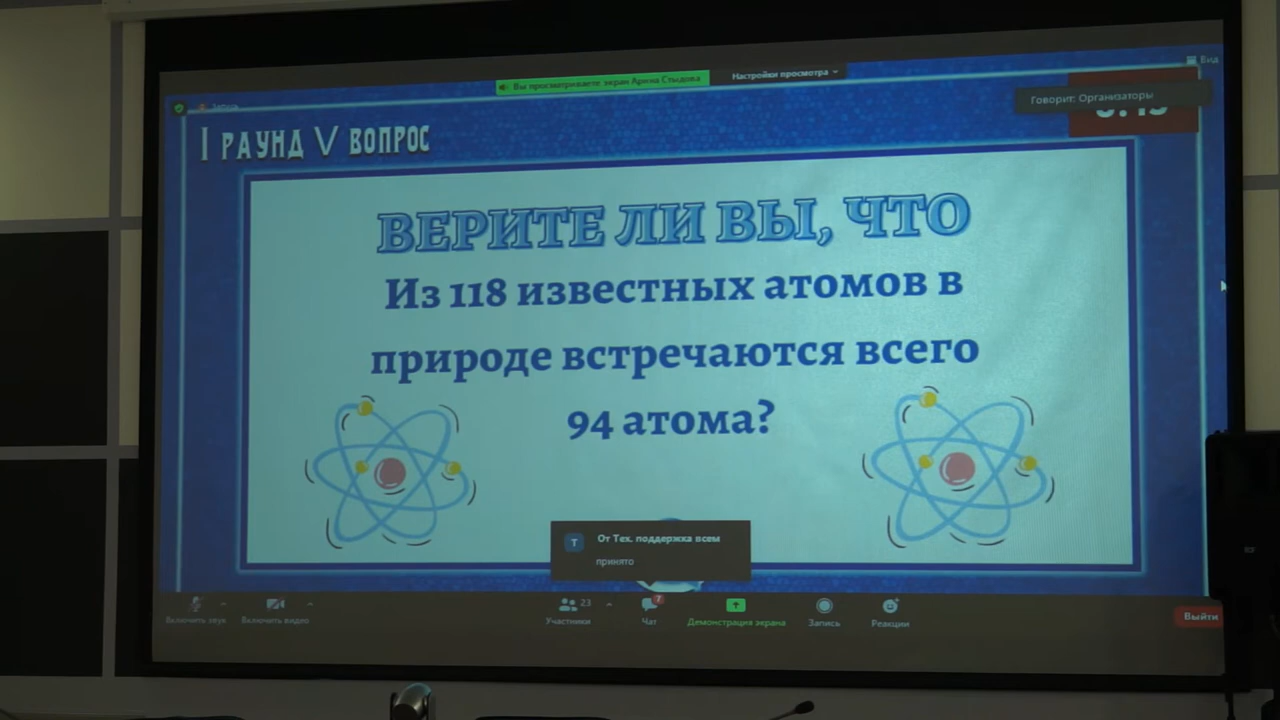 Вы просматриваете экран Арина Стыдова
Настройки просмотра
Вид
Запись
Говорит: Организаторы
I РАУНД V ВОПРОС
ВЕРИТЕ ЛИ ВЫ, ЧТО
Из 118 известных атомов в
природе встречаются всего
94 атома?
Т
От Тех. поддержка всем
принято
Включить звук
Включить видео
23
Участники
7
Чат
Демонстрация экрана
Запись
Реакции
Выйти